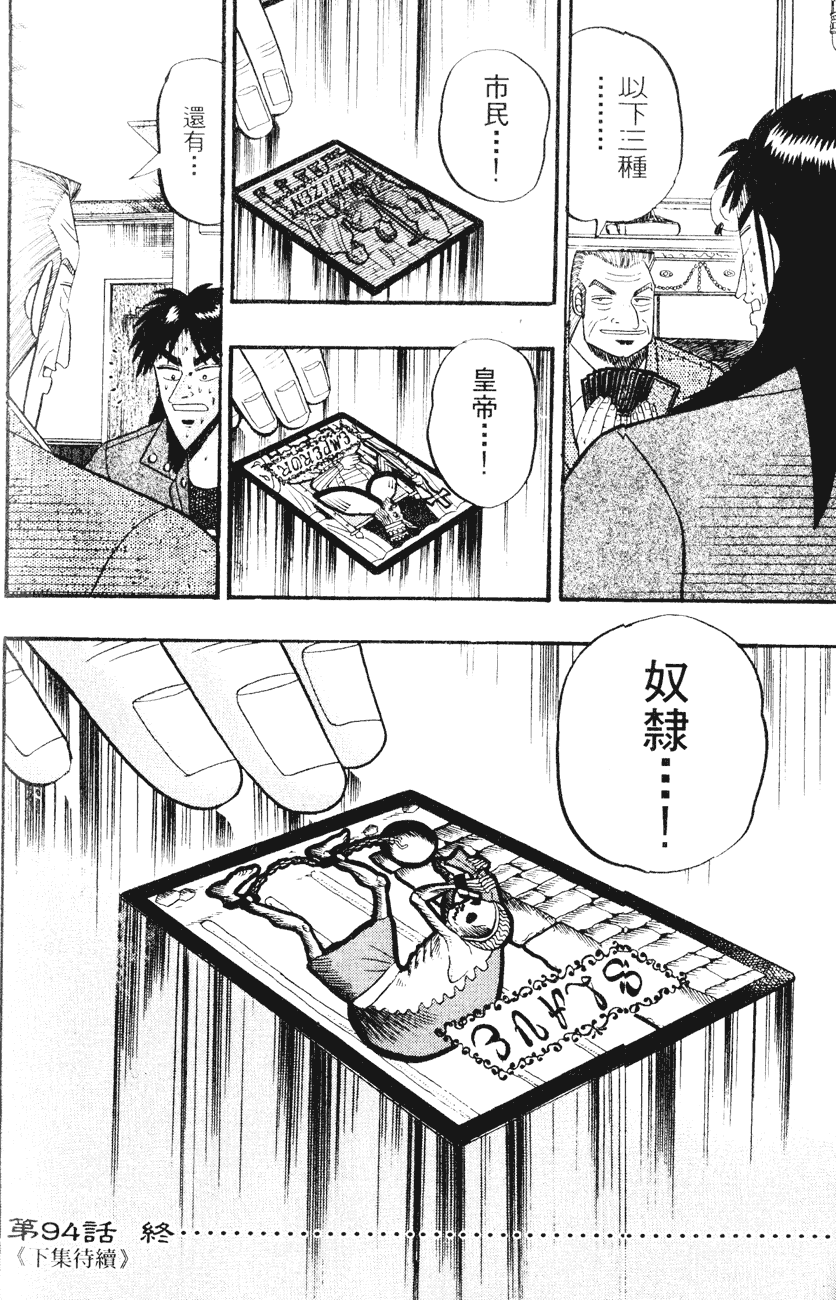 以下三種
………
市民…！
CITIZEN
皇帝…！
EMPEROR
還有…
奴隸…！
SLAVE
第94話 終
《下集待續》